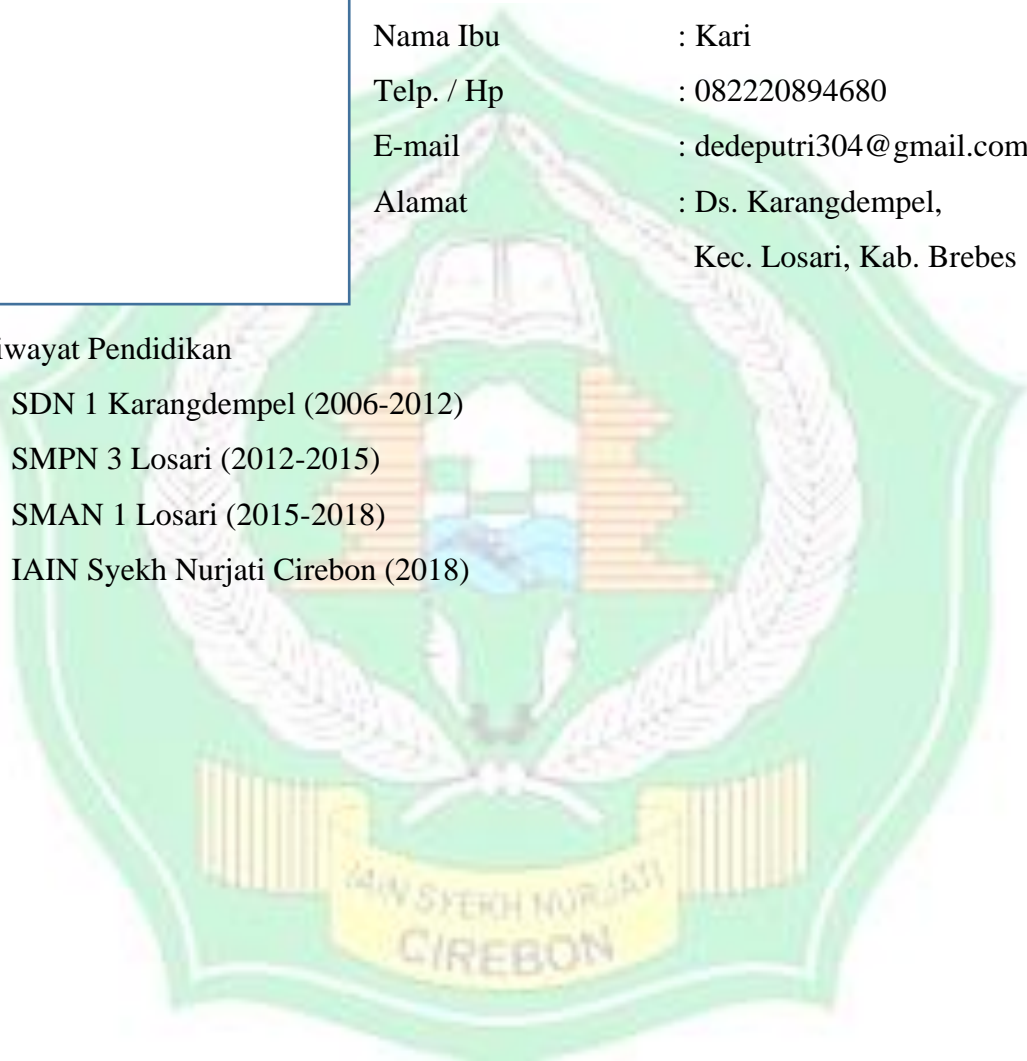 Nama Ibu : Kari
Telp. / Hp : 082220894680
E-mail : dedeputri304@gmail.com
Alamat : Ds. Karangdempel,
Kec. Losari, Kab. Brebes
iwayat Pendidikan
SDN 1 Karangdempel (2006-2012)
SMPN 3 Losari (2012-2015)
SMAN 1 Losari (2015-2018)
IAIN Syekh Nurjati Cirebon (2018)
IAIN SYEKH NURJATI
CIREBON